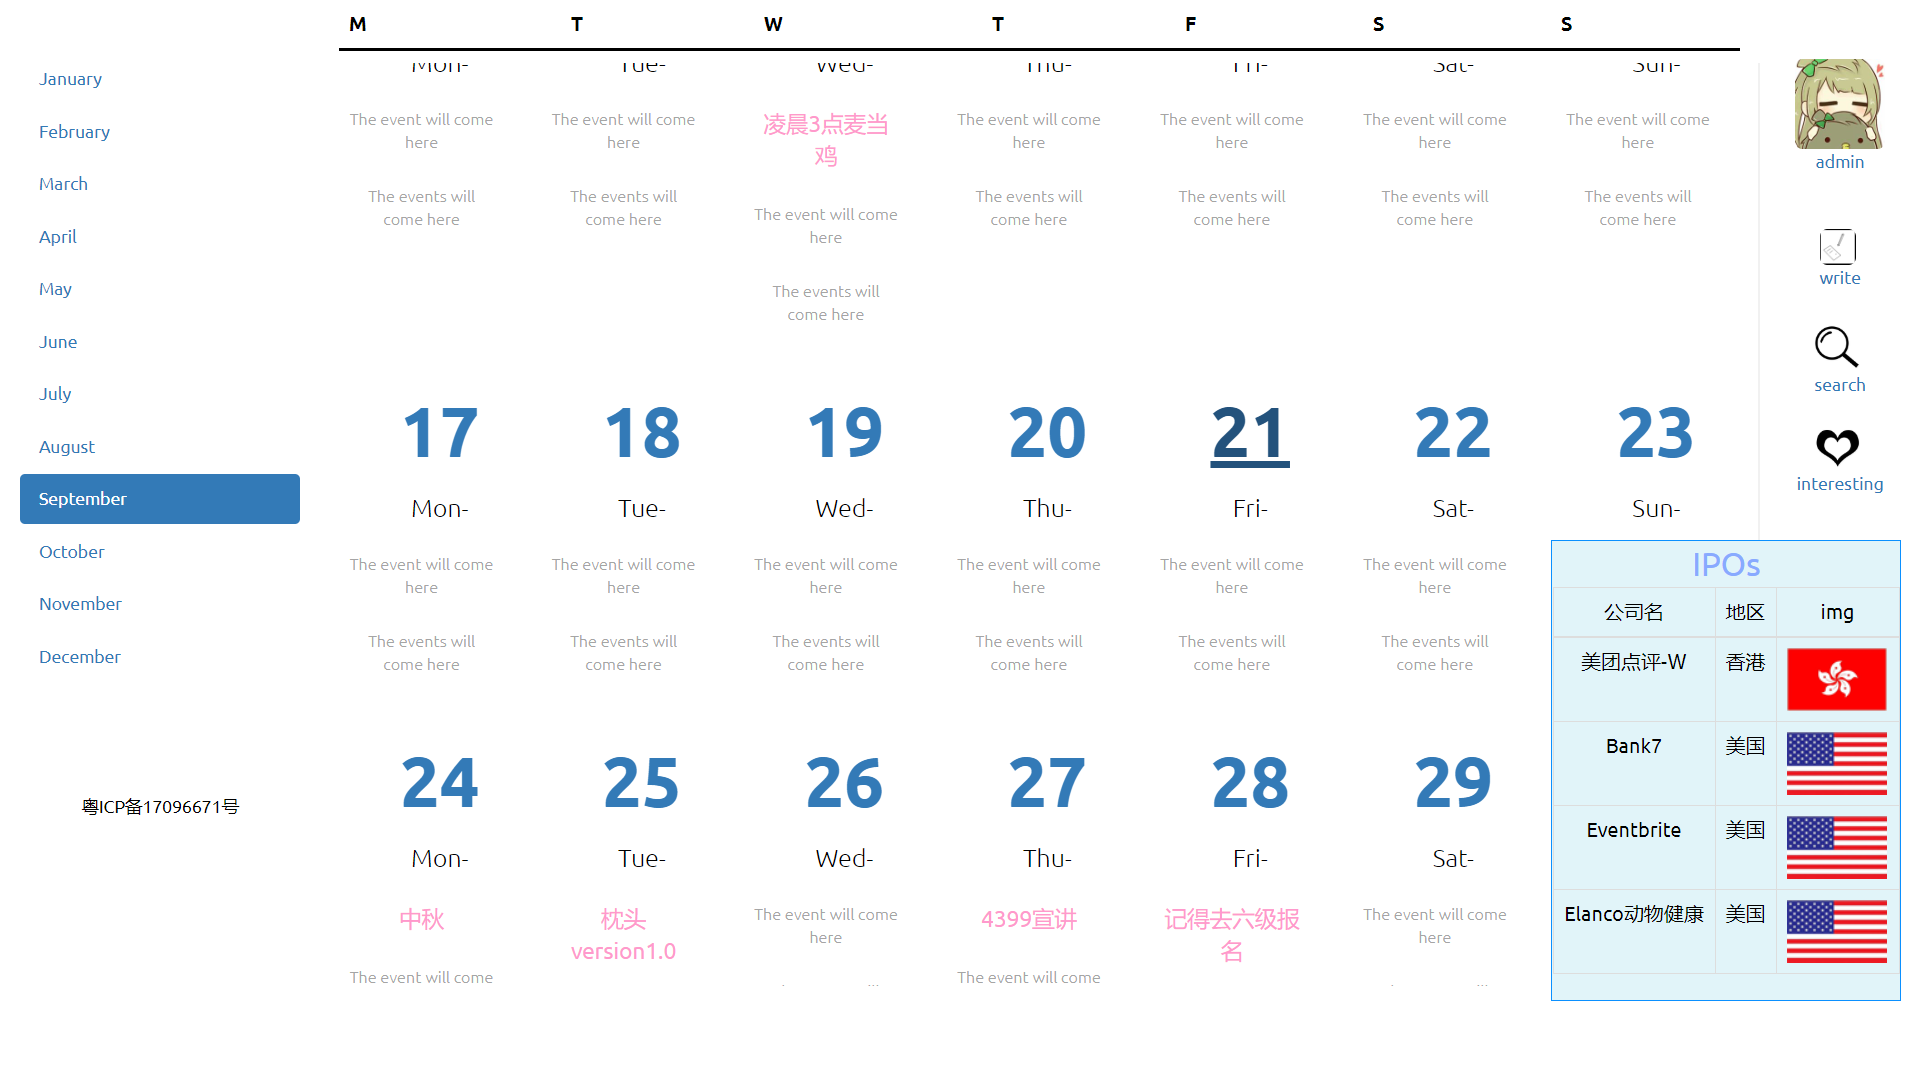 M T W T F S S
January
February
March
April
May
June
July
August
September
October
November
December
粤ICP备17096671号
Mon- Tue- Wed- Thu- Fri- Sat- Sun-
The event will come here
The events will come here
The event will come here
The events will come here
凌晨3点麦当鸡
The event will come here
The events will come here
The event will come here
The events will come here
The event will come here
The events will come here
The event will come here
The events will come here
The event will come here
The events will come here
17 18 19 20 21 22 23
Mon- Tue- Wed- Thu- Fri- Sat- Sun-
The event will come here
The events will come here
The event will come here
The events will come here
The event will come here
The events will come here
The event will come here
The events will come here
The event will come here
The events will come here
The event will come here
The events will come here
24 25 26 27 28 29
Mon- Tue- Wed- Thu- Fri- Sat-
中秋
The event will come
枕头
version1.0
The event will come here
4399宣讲
The event will come
记得去六级报名
The event will come here
admin
write
search
interesting
IPOs
公司名 地区 img
美团点评-W 香港
Bank7 美国
Eventbrite 美国
Elanco动物健康 美国